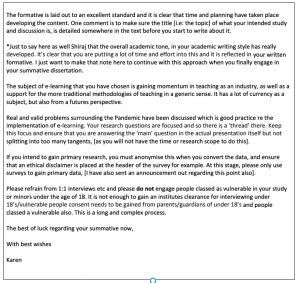 The formative is laid out to an excellent standard and it is clear that time and planning have taken place
developing the content. One comment is to make sure the title [i.e: the topic] of what your intended study
and discussion is, is detailed somewhere in the text before you start to write about it.
*Just to say here as well Shiraj that the overall academic tone, in your academic writing style has really
developed. It's clear that you are putting a lot of time and effort into this and it is reflected in your written
formative. I just want to make that note here to continue with this approach when you finally engage in
your summative dissertation.
The subject of e-learning that you have chosen is gaining momentum in teaching as an industry, as well as a
support for the more traditional methodologies of teaching in a generic sense. It has a lot of currency as a
subject, but also from a futures perspective.
Real and valid problems surrounding the Pandemic have been discussed which is good practice re the
implementation of e-learning. Your research questions are focused and so there is a 'thread' there. Keep
this focus and ensure that you are answering the 'main' question in the actual presentation itself but not
splitting into too many tangents, [as you will not have the time or research scope to do this].
If you intend to gain primary research, you must anonymise this when you convert the data, and ensure
that an ethical disclaimer is placed at the header of the survey for example. At this stage, please only use
surveys to gain primary data, [I have also sent an announcement out regarding this point also].
Please refrain from 1:1 interviews etc and please do not engage people classed as vulnerable in your study
or minors under the age of 18. It is not enough to gain an institutes clearance for interviewing under
18's/vulnerable people consent needs to be gained from parents/guardians of under 18's and people
classed a vulnerable also. This is a long and complex process.
The best of luck regarding your summative now,
With best wishes
Karen